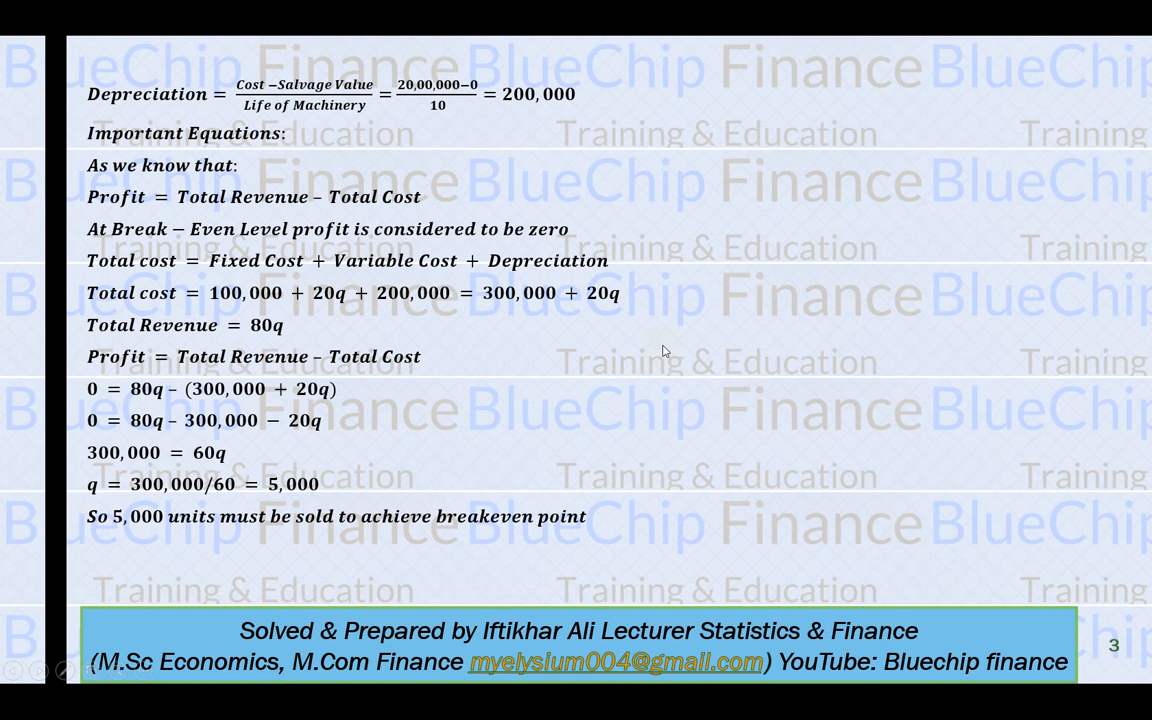 Depreciation = Cost −Salvage Value / Life of Machinery = 20,00,000−0 / 10 = 200,000
Important Equations:
As we know that:
Profit = Total Revenue – Total Cost
At Break − Even Level profit is considered to be zero
Total cost = Fixed Cost + Variable Cost + Depreciation
Total cost = 100,000 + 20q + 200,000 = 300,000 + 20q
Total Revenue = 80q
Profit = Total Revenue – Total Cost
0 = 80q – (300,000 + 20q)
0 = 80q – 300,000 − 20q
300,000 = 60q
q = 300,000/60 = 5,000
So 5,000 units must be sold to achieve breakeven point
Solved & Prepared by Iftikhar Ali Lecturer Statistics & Finance
(M.Sc Economics, M.Com Finance myelysium004@gmail.com) YouTube: Bluechip finance
3
BlueChip Finance
Training & Education